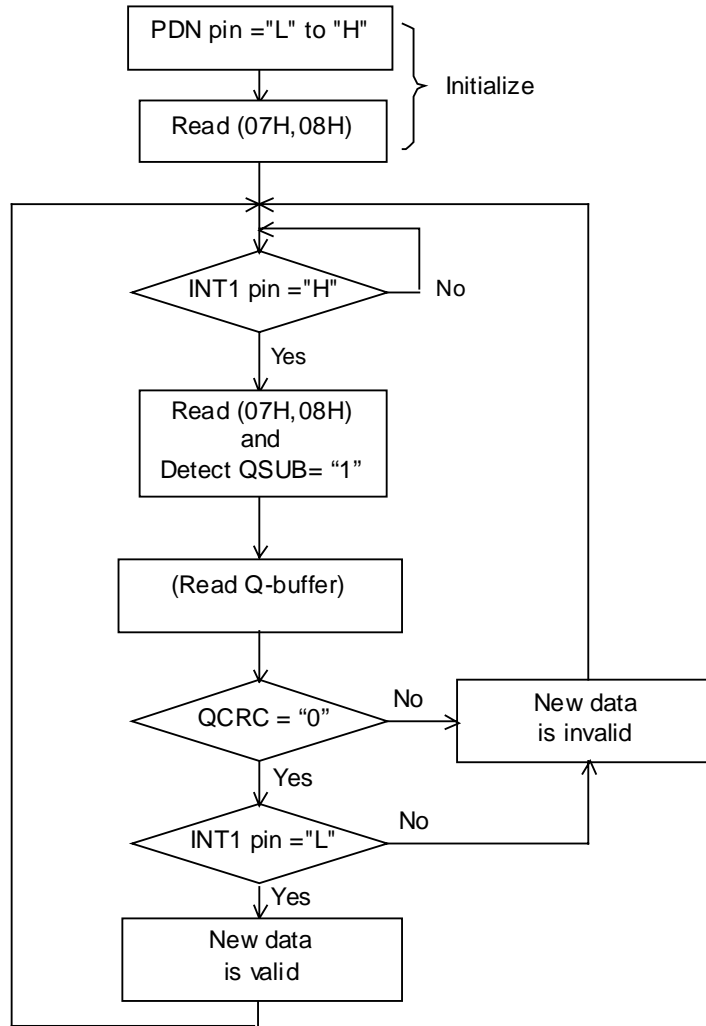 PDN pin ="L" to "H"
Initialize
Read (07H,08H)
INT1 pin ="H"
No
Yes
Read (07H,08H)
and
Detect QSUB= “1”
(Read Q-buffer)
QCRC = “0”
No
New data
is invalid
Yes
INT1 pin ="L"
No
Yes
New data
is valid